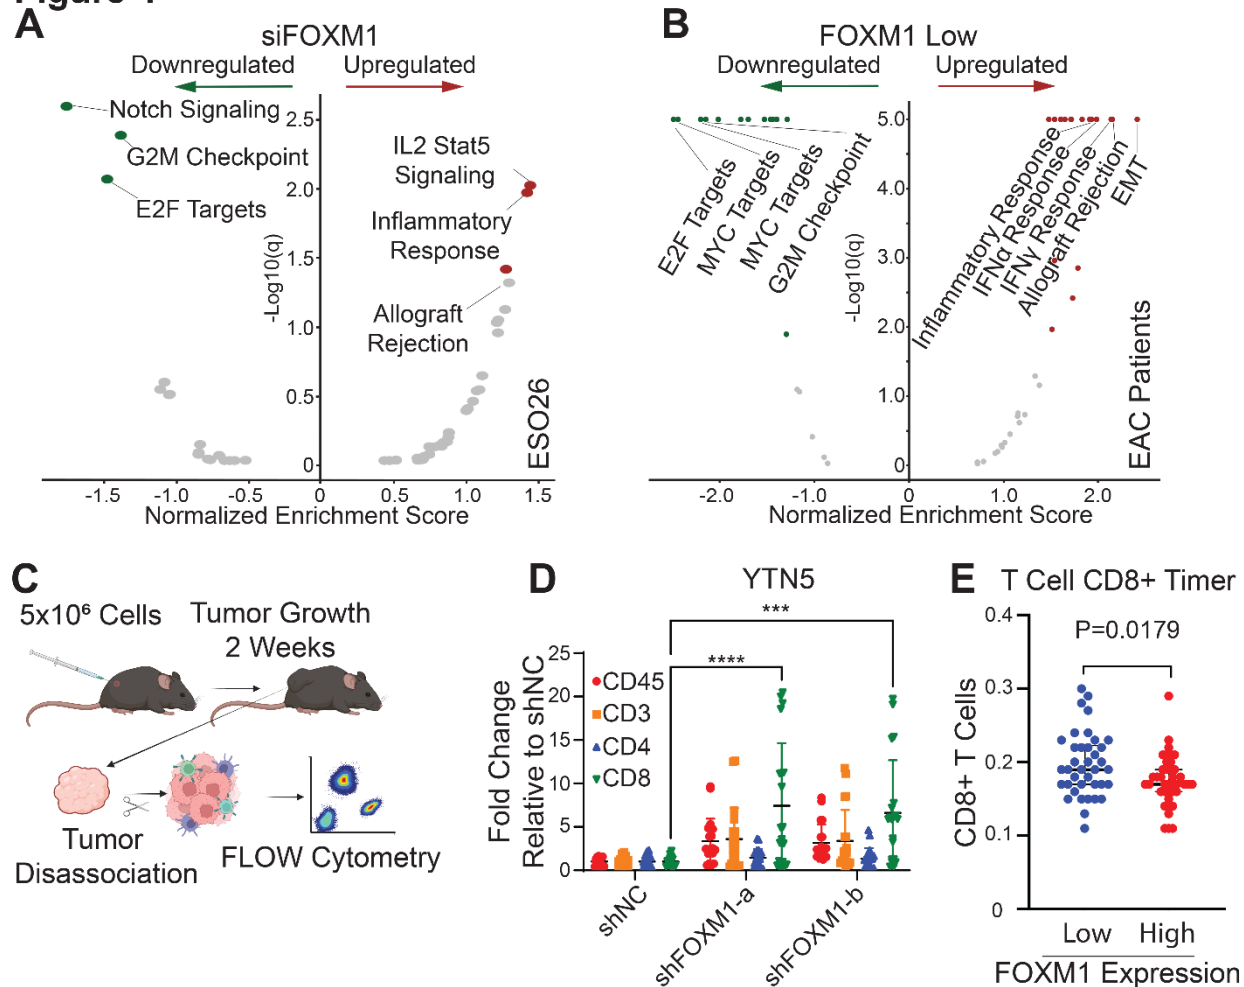 A
siFOXM1
Downregulated
Upregulated
Notch Signaling
G2M Checkpoint
E2F Targets
IL2 Stat5
Signaling
Inflammatory
Response
Allograft
Rejection
-Log10(q)
2.5
2.0
1.5
1.0
0.5
0
ESO26
-1.5
-1.0
-0.5
0
0.5
1.0
1.5
Normalized Enrichment Score
B
FOXM1 Low
Downregulated
Upregulated
E2F Targets
MYC Targets
MYC Targets
G2M Checkpoint
Inflammatory Response
IFNα Response
IFNγ Response
Allograft Rejection
EMT
-Log10(q)
5.0
4.0
3.0
2.0
1.0
0
EAC Patients
-2.0
-1.0
0
1.0
2.0
Normalized Enrichment Score
C
5x10⁶ Cells
Tumor Growth
2 Weeks
Tumor
Disassociation
FLOW Cytometry
D
YTN5
***
****
Fold Change
Relative to shNC
25
20
15
10
5
0
CD45
CD3
CD4
CD8
shNC
shFOXM1-a
shFOXM1-b
E
T Cell CD8+ Timer
P=0.0179
CD8+ T Cells
0.4
0.3
0.2
0.1
0
Low
High
FOXM1 Expression